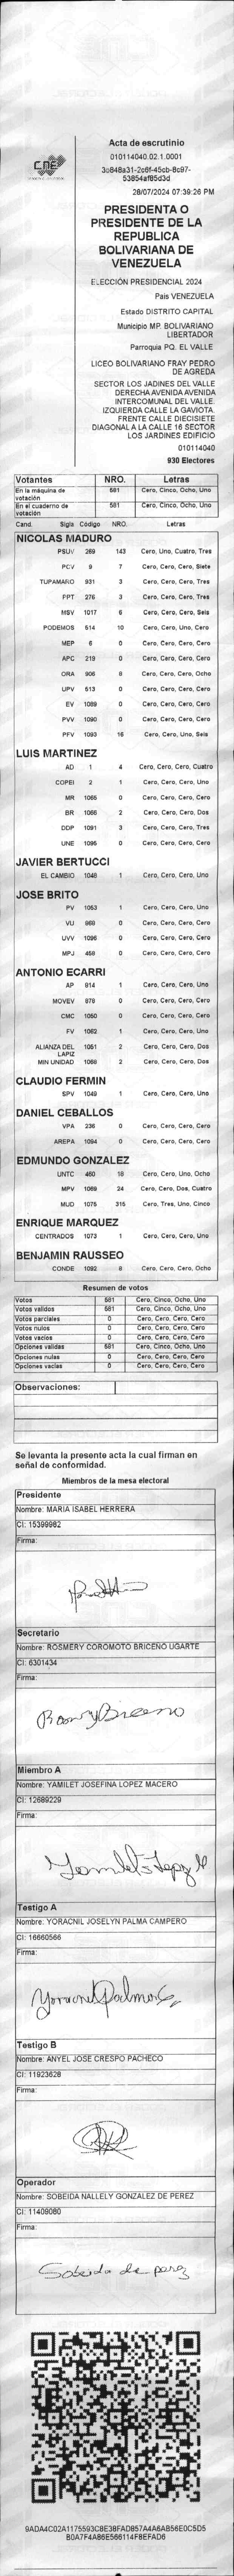 CNE
Acta de escrutinio
010114040.02.1.0001
3c848a31-2c6f-45cb-8c97-
53854af85d3d
28/07/2024 07:39:26 PM
PRESIDENTA O
PRESIDENTE DE LA
REPUBLICA
BOLIVARIANA DE
VENEZUELA
ELECCIÓN PRESIDENCIAL 2024
Pais VENEZUELA
Estado DISTRITO CAPITAL
Municipio MP. BOLIVARIANO
LIBERTADOR
Parroquia PQ. EL VALLE
LICEO BOLIVARIANO FRAY PEDRO
DE AGREDA
SECTOR LOS JADINES DEL VALLE
DERECHA AVENIDA AVENIDA
INTERCOMUNAL DEL VALLE.
IZQUIERDA CALLE LA GAVIOTA.
FRENTE CALLE DIECISIETE
DIAGONAL A LA CALLE 16 SECTOR
LOS JARDINES EDIFICIO
010114040
930 Electores
Votantes NRO. Letras
En la máquina de votación 581 Cero, Cinco, Ocho, Uno
En el cuaderno de votación 581 Cero, Cinco, Ocho, Uno
Cand. Sigla Código NRO. Letras
NICOLAS MADURO
PSUV 269 143 Cero, Uno, Cuatro, Tres
PCV 9 7 Cero, Cero, Cero, Siete
TUPAMARO 931 3 Cero, Cero, Cero, Tres
PPT 276 3 Cero, Cero, Cero, Tres
MSV 1017 6 Cero, Cero, Cero, Seis
PODEMOS 514 10 Cero, Cero, Uno, Cero
MEP 6 0 Cero, Cero, Cero, Cero
APC 219 0 Cero, Cero, Cero, Cero
ORA 906 8 Cero, Cero, Cero, Ocho
UPV 513 0 Cero, Cero, Cero, Cero
EV 1089 0 Cero, Cero, Cero, Cero
PVV 1090 0 Cero, Cero, Cero, Cero
PFV 1093 16 Cero, Cero, Uno, Seis
LUIS MARTINEZ
AD 1 4 Cero, Cero, Cero, Cuatro
COPEI 2 1 Cero, Cero, Cero, Uno
MR 1065 0 Cero, Cero, Cero, Cero
BR 1066 2 Cero, Cero, Cero, Dos
DDP 1091 3 Cero, Cero, Cero, Tres
UNE 1095 0 Cero, Cero, Cero, Cero
JAVIER BERTUCCI
EL CAMBIO 1048 1 Cero, Cero, Cero, Uno
JOSE BRITO
PV 1053 1 Cero, Cero, Cero, Uno
VU 969 0 Cero, Cero, Cero, Cero
UVV 1096 0 Cero, Cero, Cero, Cero
MPJ 459 0 Cero, Cero, Cero, Cero
ANTONIO ECARRI
AP 814 1 Cero, Cero, Cero, Uno
MOVEV 978 0 Cero, Cero, Cero, Cero
CMC 1050 0 Cero, Cero, Cero, Cero
FV 1062 1 Cero, Cero, Cero, Uno
ALIANZA DEL LAPIZ 1051 2 Cero, Cero, Cero, Dos
MIN UNIDAD 1068 2 Cero, Cero, Cero, Dos
CLAUDIO FERMIN
SPV 1049 1 Cero, Cero, Cero, Uno
DANIEL CEBALLOS
VPA 236 0 Cero, Cero, Cero, Cero
AREPA 1094 0 Cero, Cero, Cero, Cero
EDMUNDO GONZALEZ
UNTC 460 18 Cero, Cero, Uno, Ocho
MPV 1069 24 Cero, Cero, Dos, Cuatro
MUD 1075 315 Cero, Tres, Uno, Cinco
ENRIQUE MARQUEZ
CENTRADOS 1073 1 Cero, Cero, Cero, Uno
BENJAMIN RAUSSEO
CONDE 1092 8 Cero, Cero, Cero, Ocho
Resumen de votos
Votos 581 Cero, Cinco, Ocho, Uno
Votos validos 581 Cero, Cinco, Ocho, Uno
Votos parciales 0 Cero, Cero, Cero, Cero
Votos nulos 0 Cero, Cero, Cero, Cero
Votos vacios 0 Cero, Cero, Cero, Cero
Opciones validas 581 Cero, Cinco, Ocho, Uno
Opciones nulas 0 Cero, Cero, Cero, Cero
Opciones vacias 0 Cero, Cero, Cero, Cero
Observaciones:
Se levanta la presente acta la cual firman en
señal de conformidad.
Miembros de la mesa electoral
Presidente
Nombre: MARIA ISABEL HERRERA
CI: 15399982
Firma:
Secretario
Nombre: ROSMERY COROMOTO BRICEÑO UGARTE
CI: 6301434
Firma:
Miembro A
Nombre: YAMILET JOSEFINA LOPEZ MACERO
CI: 12689229
Firma:
Testigo A
Nombre: YORACNIL JOSELYN PALMA CAMPERO
CI: 16660566
Firma:
Testigo B
Nombre: ANYEL JOSE CRESPO PACHECO
CI: 11923628
Firma:
Operador
Nombre: SOBEIDA NALLELY GONZALEZ DE PEREZ
CI: 11409080
Firma:
Sobeida de perez
9ADA4C02A1175593C8E38FAD857A4A6AB56E0C5D5
B0A7F4A86E566114F8EFAD6